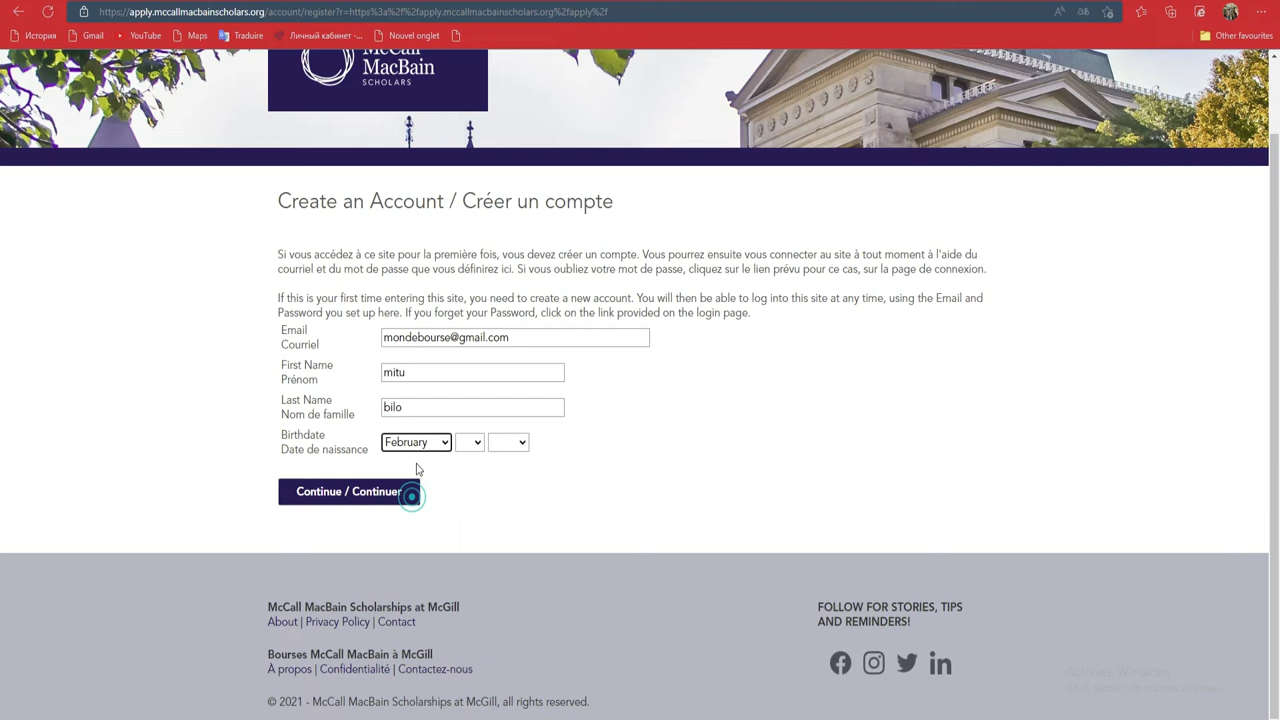 https://apply.mccallmacbainscholars.org/account/register?r=https%3a%2f%2fapply.mccallmacbainscholars.org%2fapply%2f
История Gmail YouTube Maps Traduire Личный кабинет -... Nouvel onglet Other favourites
McCall
MacBain
SCHOLARS
Create an Account / Créer un compte
Si vous accédez à ce site pour la première fois, vous devez créer un compte. Vous pourrez ensuite vous connecter au site à tout moment à l'aide du
courriel et du mot de passe que vous définirez ici. Si vous oubliez votre mot de passe, cliquez sur le lien prévu pour ce cas, sur la page de connexion.
If this is your first time entering this site, you need to create a new account. You will then be able to log into this site at any time, using the Email and
Password you set up here. If you forget your Password, click on the link provided on the login page.
Email
Courriel
mondebourse@gmail.com
First Name
Prénom
mitu
Last Name
Nom de famille
bilo
Birthdate
Date de naissance
February
Continue / Continuer
McCall MacBain Scholarships at McGill
About | Privacy Policy | Contact
Bourses McCall MacBain à McGill
À propos | Confidentialité | Contactez-nous
© 2021 - McCall MacBain Scholarships at McGill, all rights reserved.
FOLLOW FOR STORIES, TIPS
AND REMINDERS!
Activate Windows